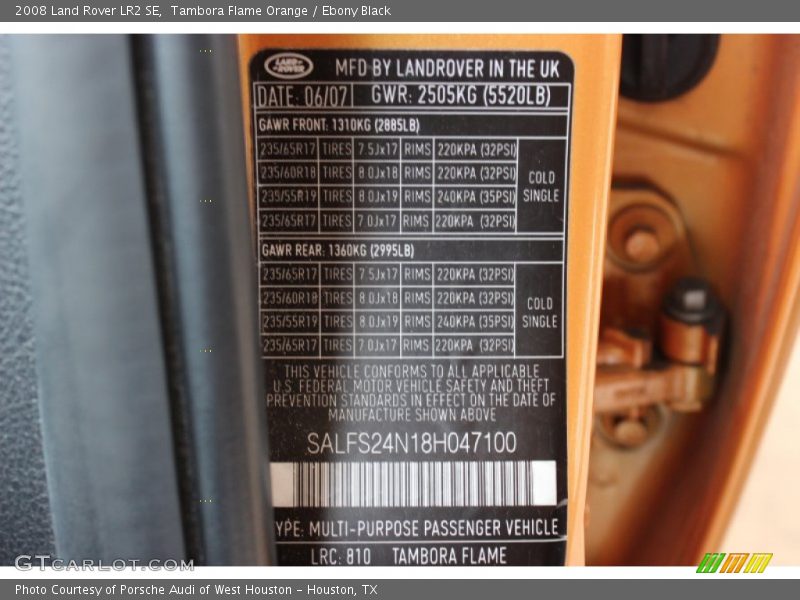 2008 Land Rover LR2 SE, Tambora Flame Orange / Ebony Black
LAND-ROVER MFD BY LANDROVER IN THE UK
DATE: 06/07 GWR: 2505KG (5520LB)
GAWR FRONT: 1310KG (2885LB)
235/65R17 TIRES 7.5Jx17 RIMS 220KPA (32PSI)
235/60R18 TIRES 8.0Jx18 RIMS 220KPA (32PSI)
235/55R19 TIRES 8.0Jx19 RIMS 240KPA (35PSI)
235/65R17 TIRES 7.0Jx17 RIMS 220KPA (32PSI)
COLD
SINGLE
GAWR REAR: 1360KG (2995LB)
235/65R17 TIRES 7.5Jx17 RIMS 220KPA (32PSI)
235/60R18 TIRES 8.0Jx18 RIMS 220KPA (32PSI)
235/55R19 TIRES 8.0Jx19 RIMS 240KPA (35PSI)
235/65R17 TIRES 7.0Jx17 RIMS 220KPA (32PSI)
COLD
SINGLE
THIS VEHICLE CONFORMS TO ALL APPLICABLE
U.S. FEDERAL MOTOR VEHICLE SAFETY AND THEFT
PREVENTION STANDARDS IN EFFECT ON THE DATE OF
MANUFACTURE SHOWN ABOVE
SALFS24N18H047100
YPE: MULTI-PURPOSE PASSENGER VEHICLE
LRC: 810 TAMBORA FLAME
GTCarLot.com
Photo Courtesy of Porsche Audi of West Houston - Houston, TX